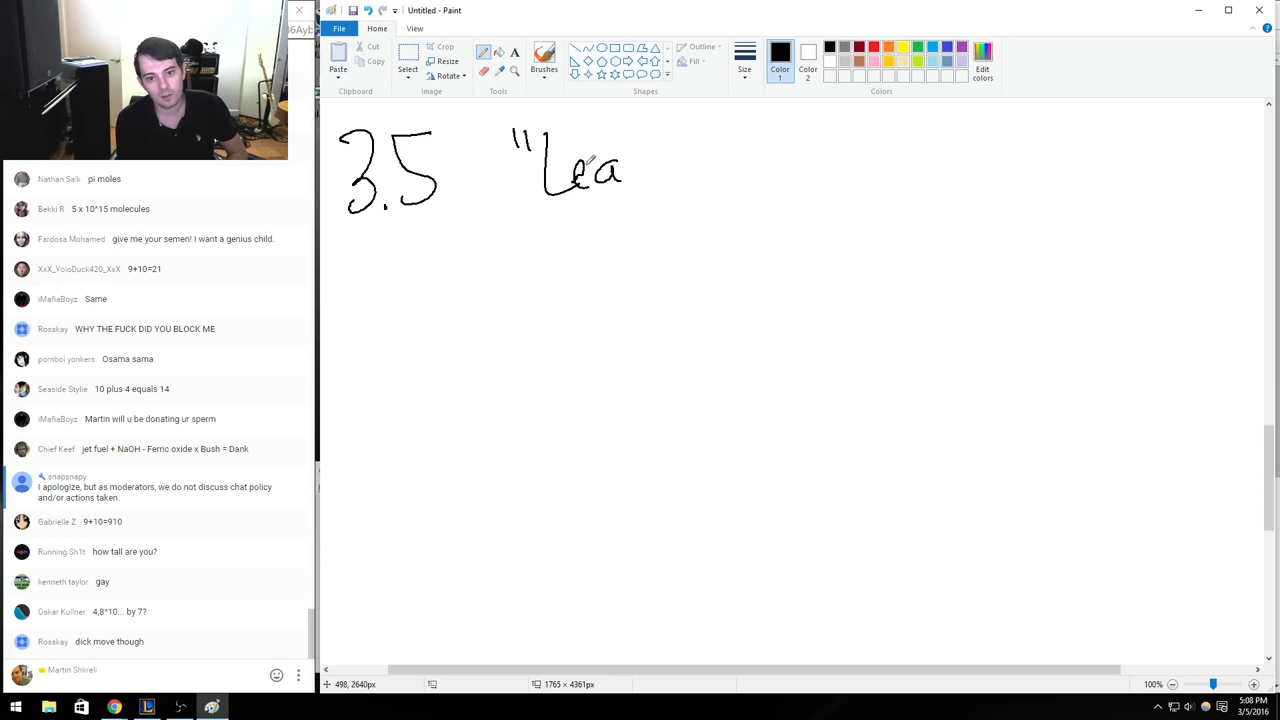 36Ayb
Untitled - Paint
File
Home
View
Paste
Cut
Copy
Clipboard
Select
Crop
Resize
Rotate
Image
Tools
Brushes
Shapes
Outline
Fill
Size
Color 1
Color 2
Edit colors
Colors
3.5 "Lea
Nathan Salk pi moles
Bekki R 5 x 10^15 molecules
Fardosa Mohamed give me your semen! I want a genius child.
XxX_YoloDuck420_XxX 9+10=21
iMafiaBoyz Same
Rosskay WHY THE FUCK DID YOU BLOCK ME
pornboi yonkers Osama sama
Seaside Stylie 10 plus 4 equals 14
iMafiaBoyz Martin will u be donating ur sperm
Chief Keef jet fuel + NaOH - Ferric oxide x Bush = Dank
snapsnapy
I apologize, but as moderators, we do not discuss chat policy
and/or actions taken.
Gabrielle Z 9+10=910
Running Sh1t how tall are you?
kenneth taylor gay
Oskar Kullner 4,8*10... by 7?
Rosskay dick move though
Martin Shkreli
498, 2640px
1765 × 4361px
100%
5:08 PM
3/5/2016